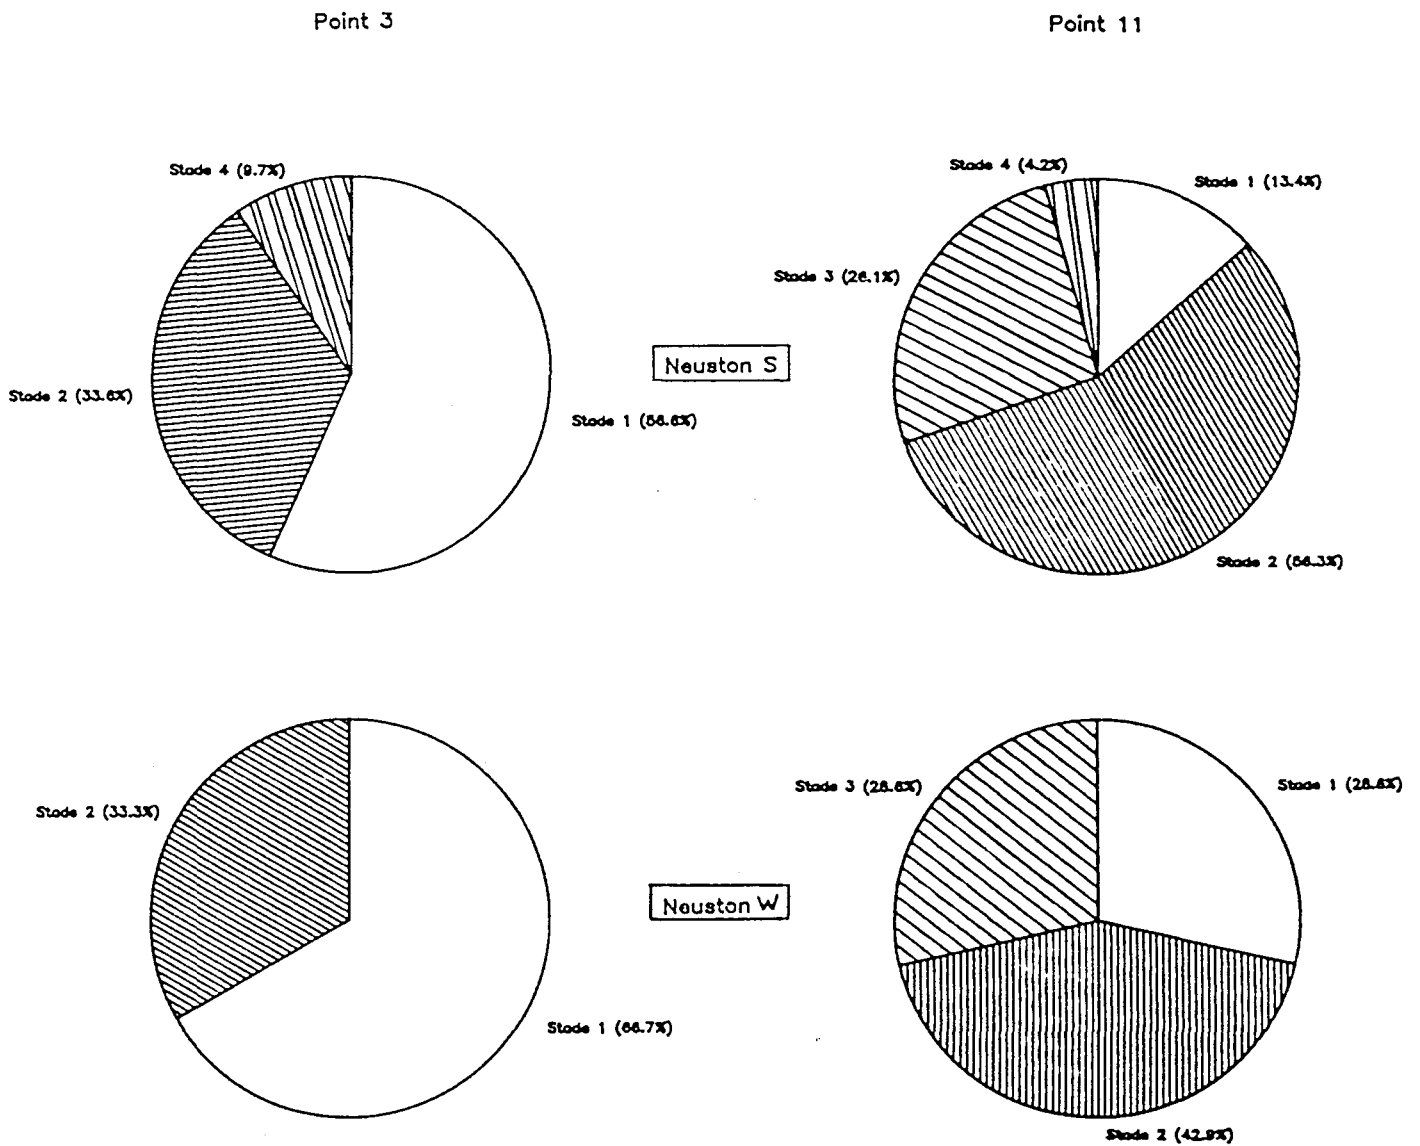 Point 3
Point 11
Stade 4 (9.7%)
Stade 2 (33.6%)
Stade 1 (56.6%)
Neuston S
Stade 4 (4.2%)
Stade 1 (13.4%)
Stade 3 (26.1%)
Stade 2 (56.3%)
Stade 2 (33.3%)
Stade 1 (66.7%)
Neuston W
Stade 3 (28.6%)
Stade 1 (28.6%)
Stade 2 (42.9%)